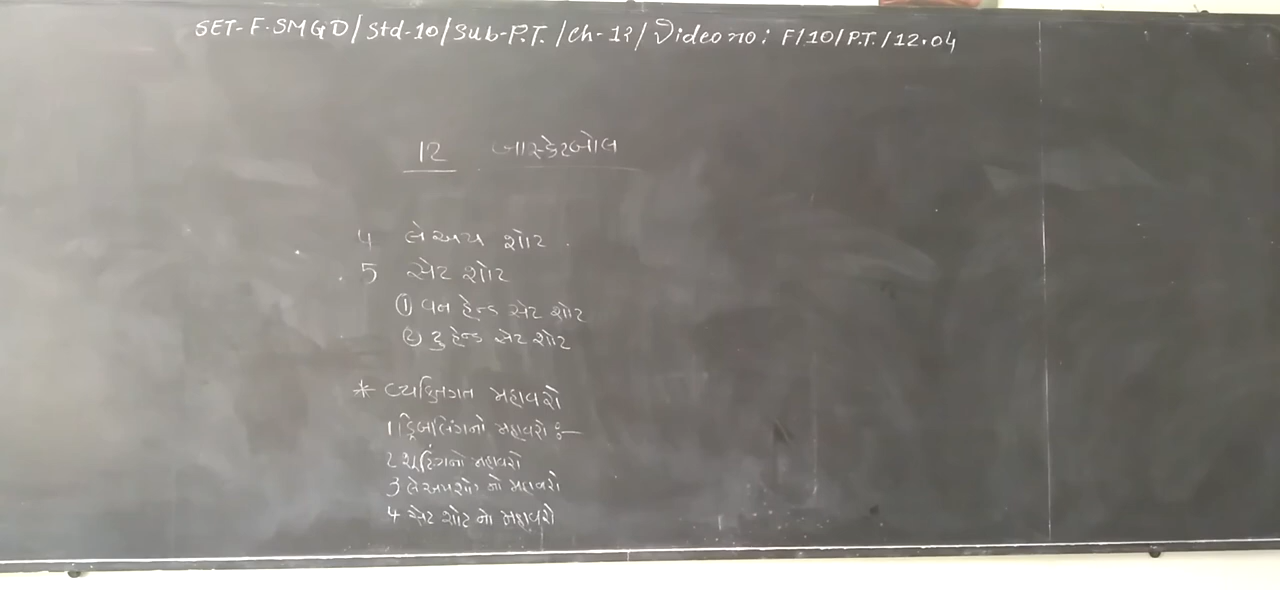 SET-F.SMGD/Std-10/Sub-P.T./Ch-12/Video no: F/10/P.T./12.04
12 બાસ્કેટબોલ
4 લે અપ શોટ
5 સેટ શોટ
① વન હેન્ડ સેટ શોટ
② ટુ હેન્ડ સેટ શોટ
* વ્યક્તિગત મહાવરો
1 ડ્રિબલિંગનો મહાવરો :-
2 શૂટિંગનો મહાવરો
3 લે અપ શોટ નો મહાવરો
4 સેટ શોટ નો મહાવરો